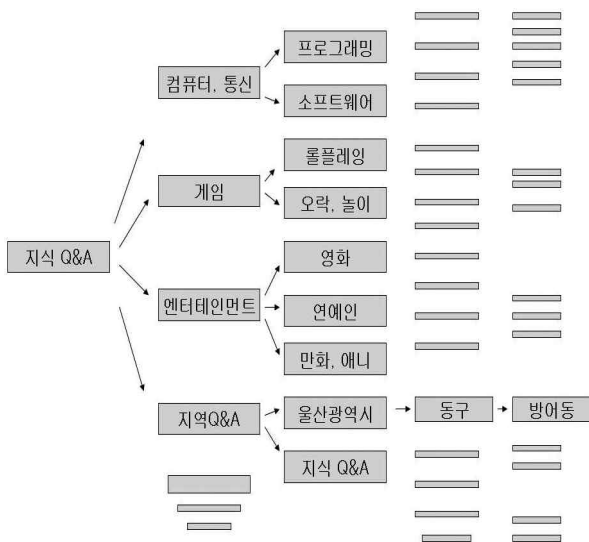 프로그래밍
컴퓨터, 통신
소프트웨어
롤플레잉
게임
오락, 놀이
지식 Q&A
영화
엔터테인먼트
연예인
만화, 애니
지역Q&A
울산광역시
동구
방어동
지식 Q&A